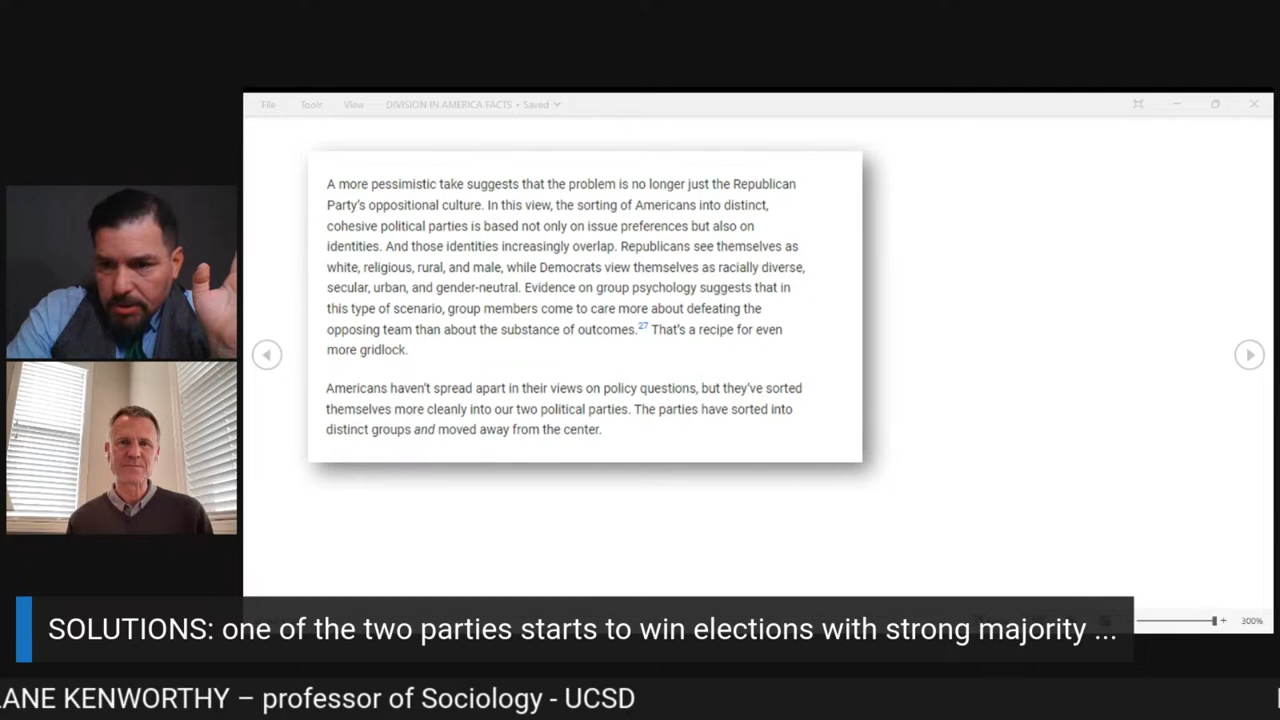 File Tools View DIVISION IN AMERICA FACTS • Saved
A more pessimistic take suggests that the problem is no longer just the Republican
Party's oppositional culture. In this view, the sorting of Americans into distinct,
cohesive political parties is based not only on issue preferences but also on
identities. And those identities increasingly overlap. Republicans see themselves as
white, religious, rural, and male, while Democrats view themselves as racially diverse,
secular, urban, and gender-neutral. Evidence on group psychology suggests that in
this type of scenario, group members come to care more about defeating the
opposing team than about the substance of outcomes.27 That's a recipe for even
more gridlock.
Americans haven't spread apart in their views on policy questions, but they've sorted
themselves more cleanly into our two political parties. The parties have sorted into
distinct groups and moved away from the center.
SOLUTIONS: one of the two parties starts to win elections with strong majority ...
300%
LANE KENWORTHY – professor of Sociology - UCSD